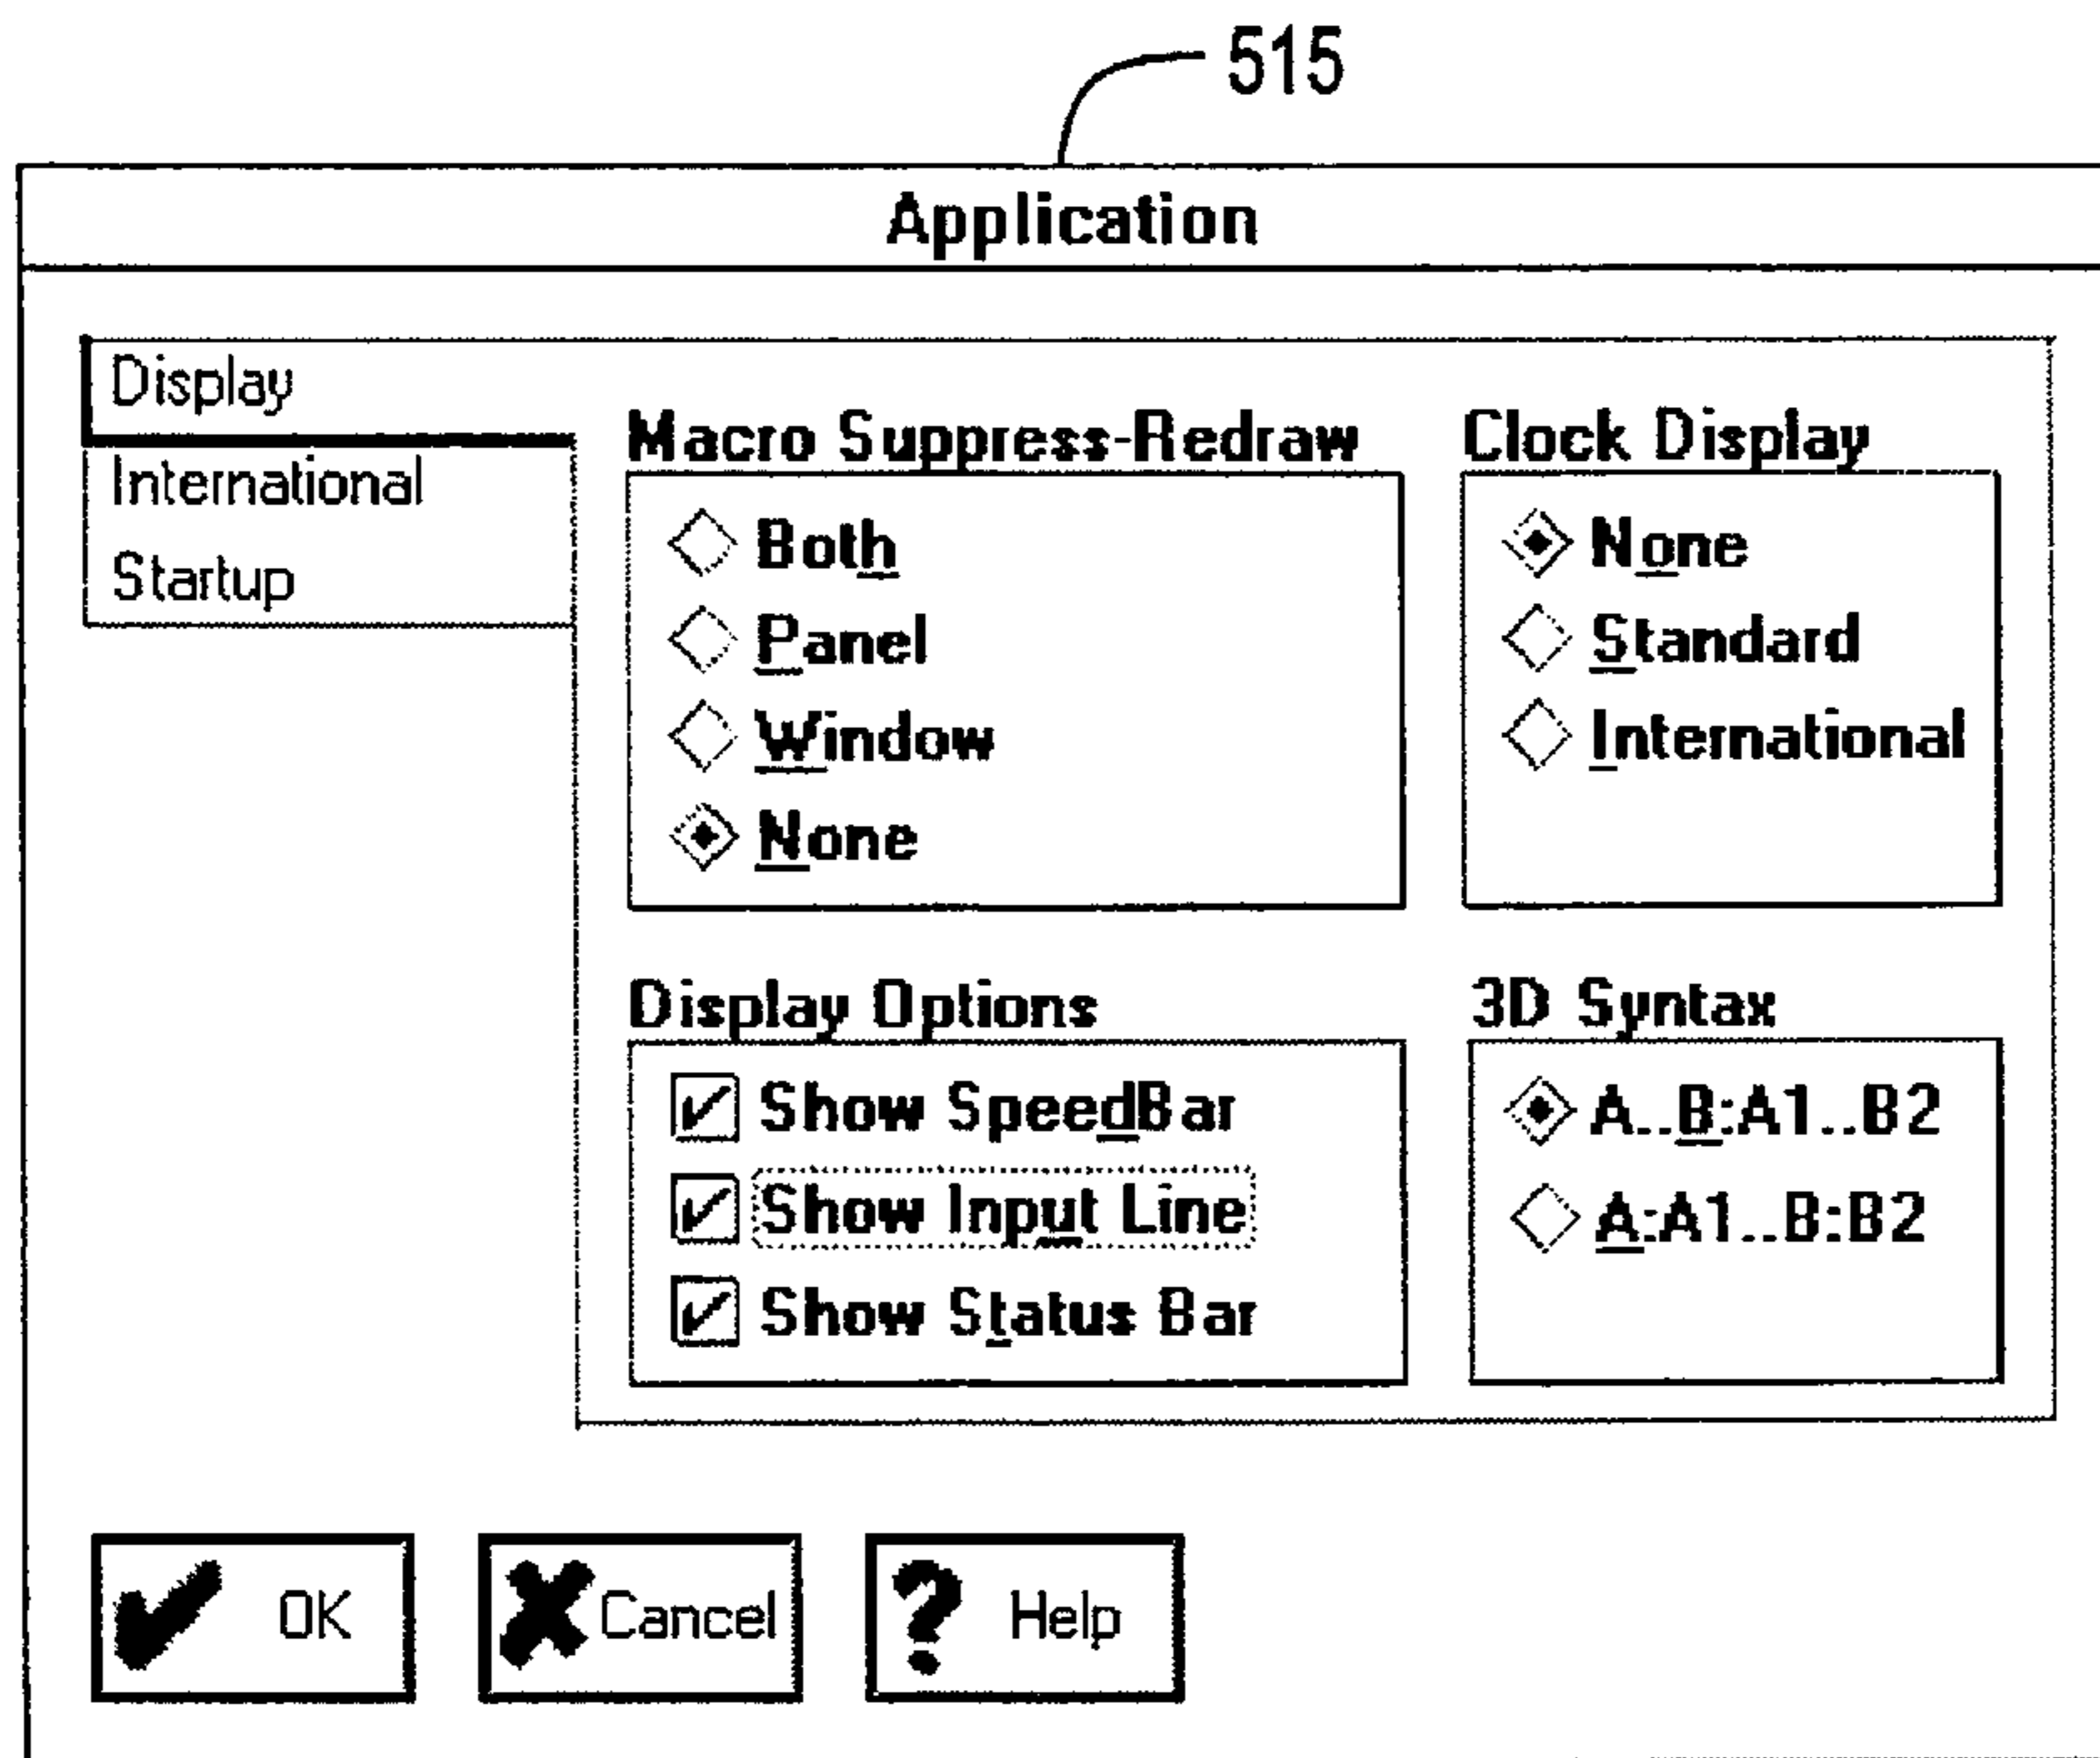 515
Application
Display
International
Startup
Macro Suppress-Redraw
Both
Panel
Window
None
Clock Display
None
Standard
International
Display Options
Show SpeedBar
Show Input Line
Show Status Bar
3D Syntax
A..B:A1..B2
A:A1..B:B2
OK
Cancel
Help